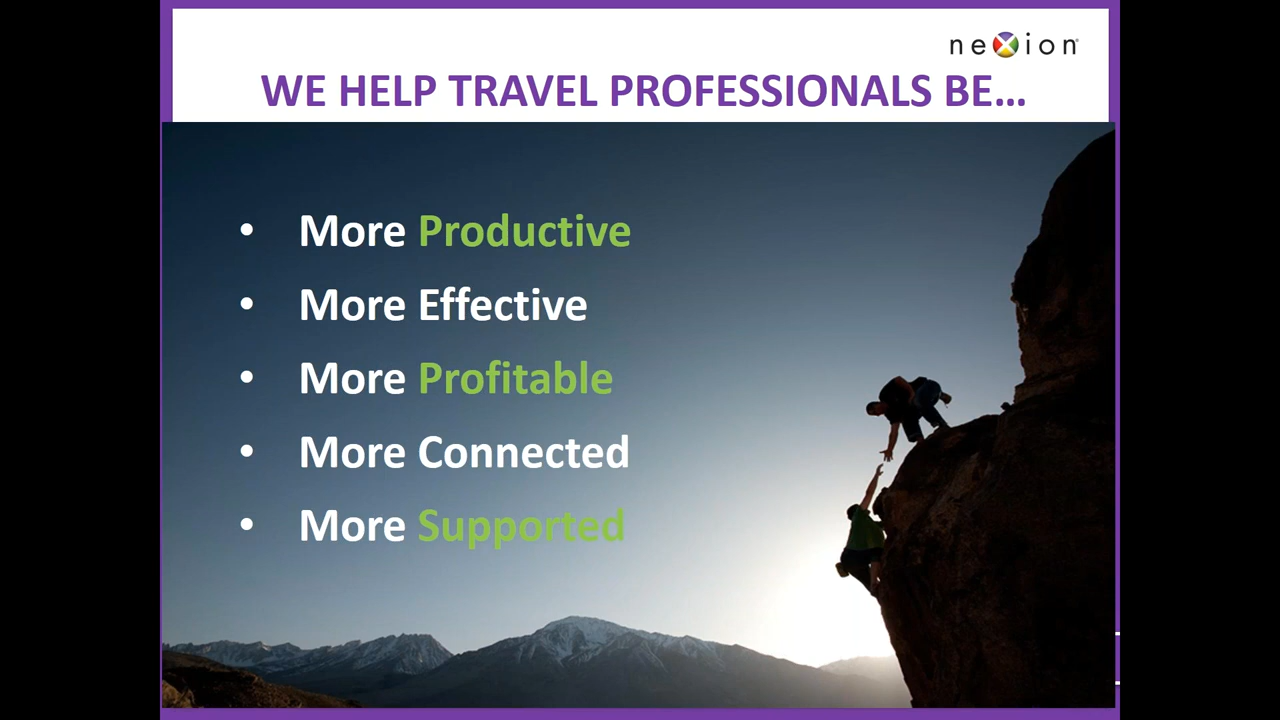 nexion
WE HELP TRAVEL PROFESSIONALS BE...
• More Productive
• More Effective
• More Profitable
• More Connected
• More Supported